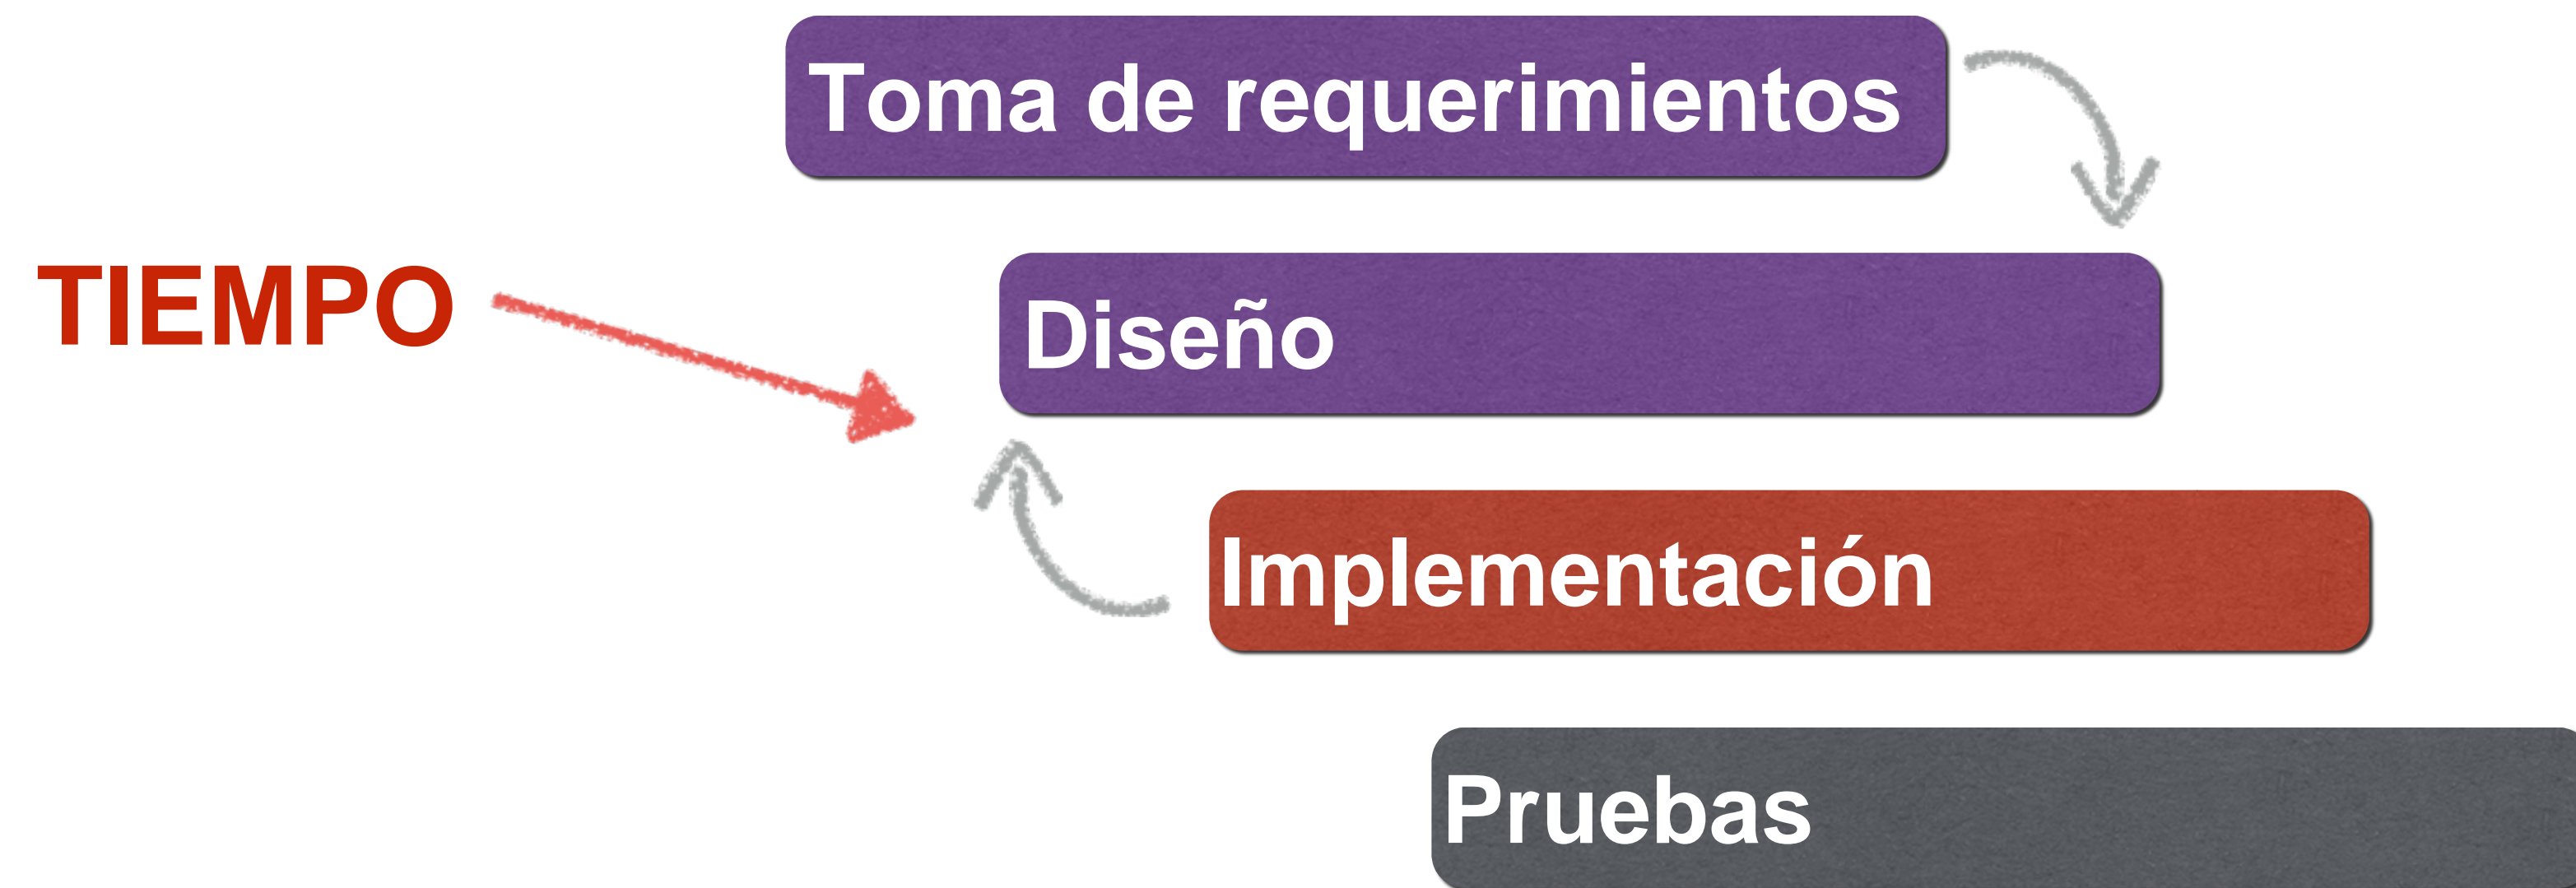 Toma de requerimientos
TIEMPO
Diseño
Implementación
Pruebas